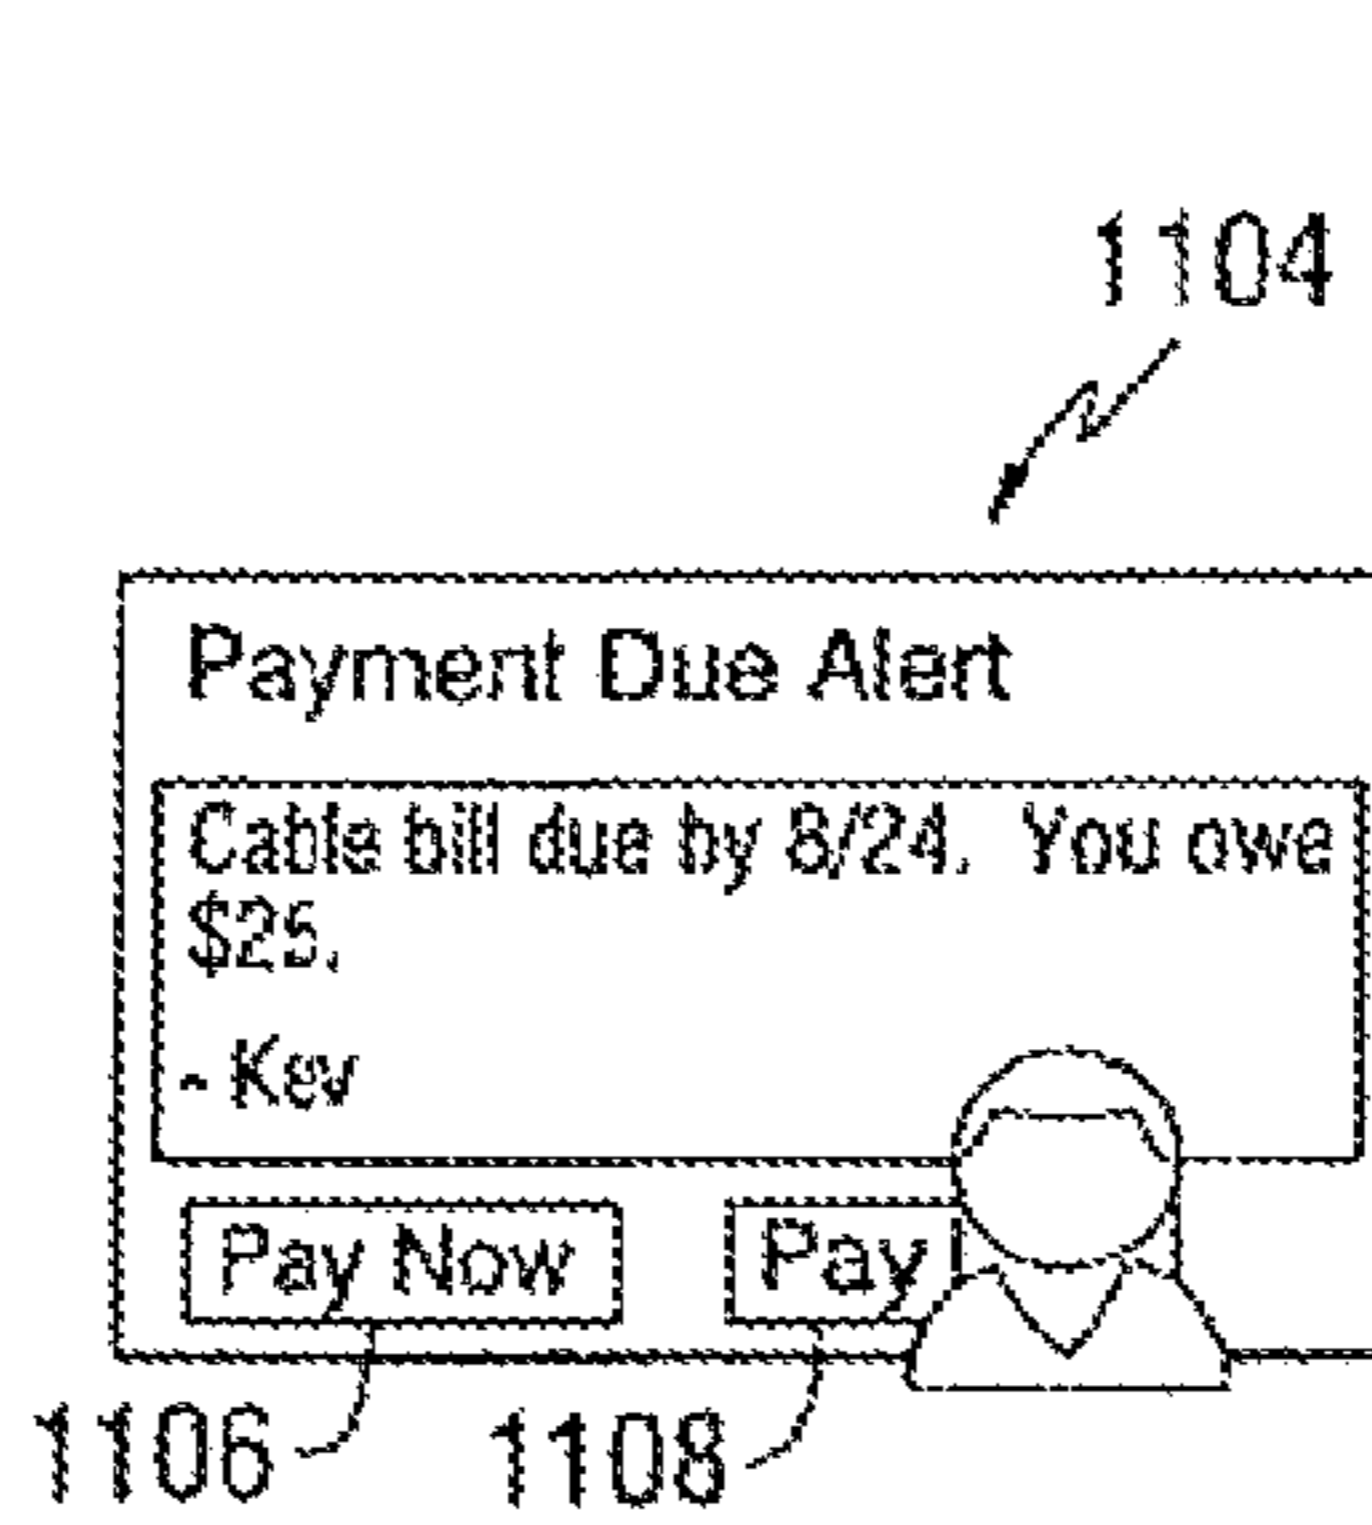 1104
Payment Due Alert
Cable bill due by 8/24. You owe
$25.
- Kev
Pay Now
Pay
1106
1108